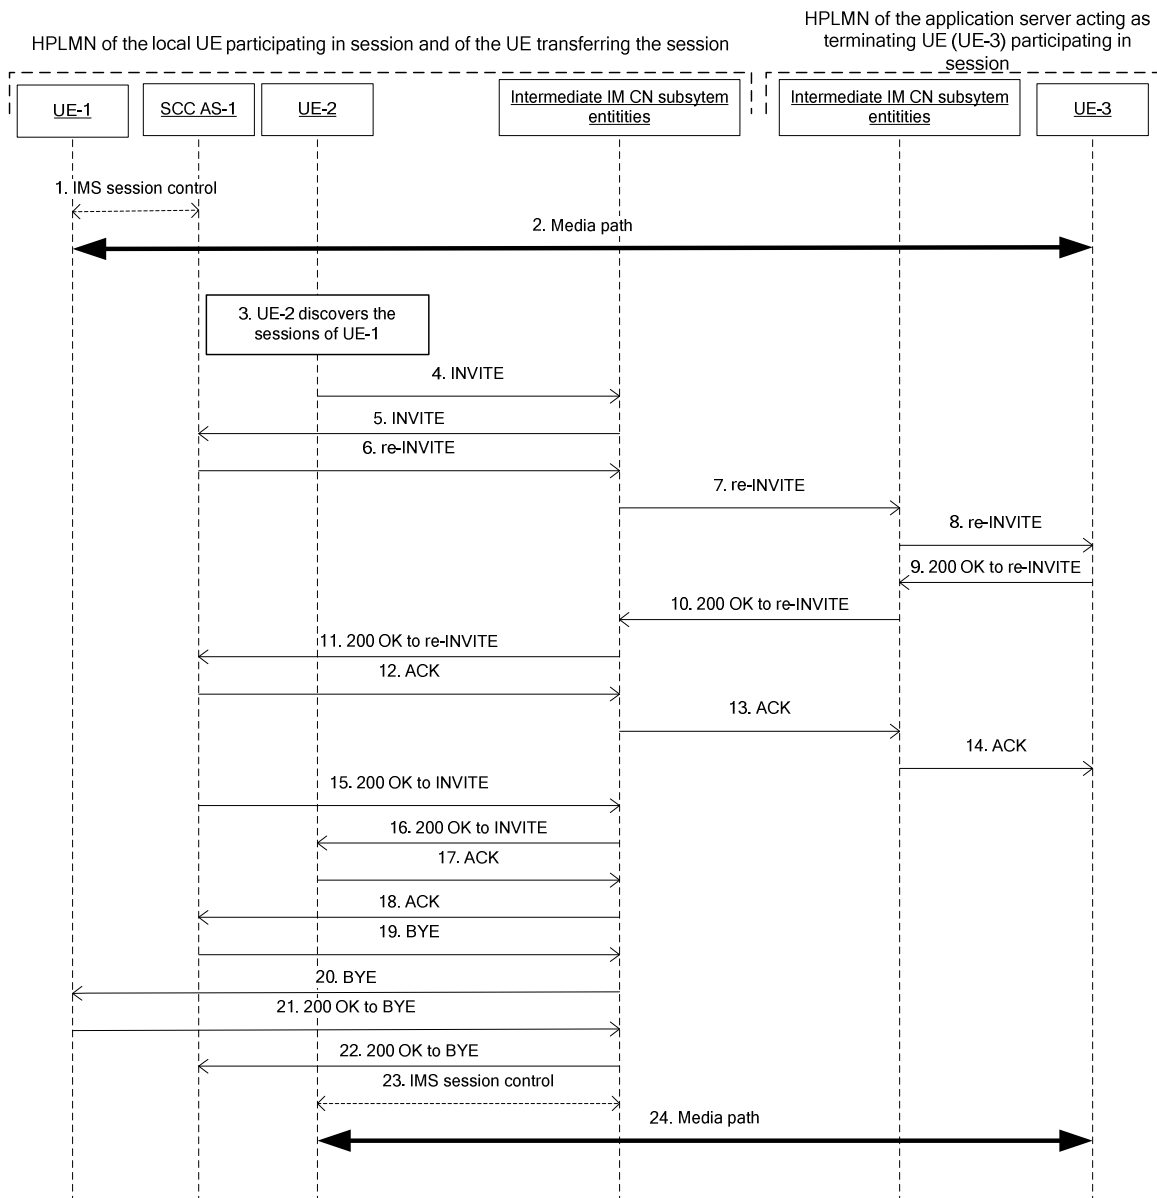 HPLMN of the local UE participating in session and of the UE transferring the session
HPLMN of the application server acting as
terminating UE (UE-3) participating in
session
UE-1
SCC AS-1
UE-2
Intermediate IM CN subsytem
entitities
Intermediate IM CN subsytem
entitities
UE-3
1. IMS session control
2. Media path
3. UE-2 discovers the
sessions of UE-1
4. INVITE
5. INVITE
6. re-INVITE
7. re-INVITE
8. re-INVITE
9. 200 OK to re-INVITE
10. 200 OK to re-INVITE
11. 200 OK to re-INVITE
12. ACK
13. ACK
14. ACK
15. 200 OK to INVITE
16. 200 OK to INVITE
17. ACK
18. ACK
19. BYE
20. BYE
21. 200 OK to BYE
22. 200 OK to BYE
23. IMS session control
24. Media path